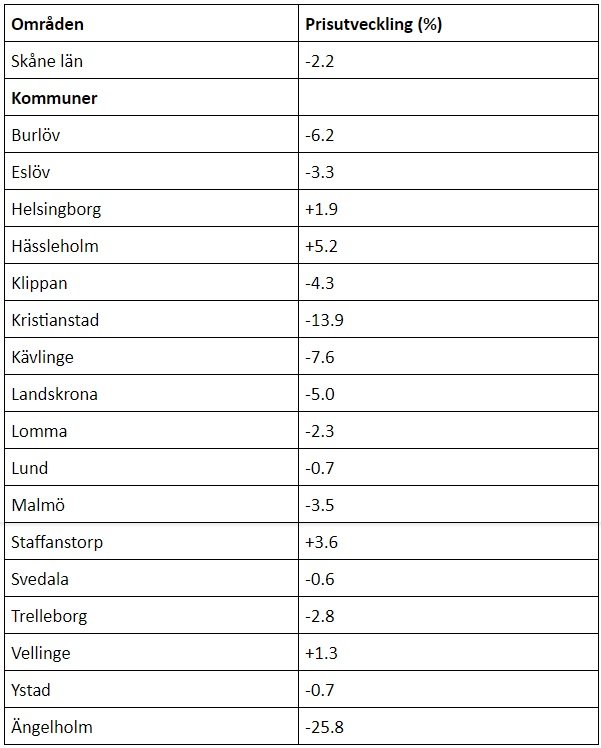 Områden Prisutveckling (%)
Skåne län -2.2
Kommuner
Burlöv -6.2
Eslöv -3.3
Helsingborg +1.9
Hässleholm +5.2
Klippan -4.3
Kristianstad -13.9
Kävlinge -7.6
Landskrona -5.0
Lomma -2.3
Lund -0.7
Malmö -3.5
Staffanstorp +3.6
Svedala -0.6
Trelleborg -2.8
Vellinge +1.3
Ystad -0.7
Ängelholm -25.8